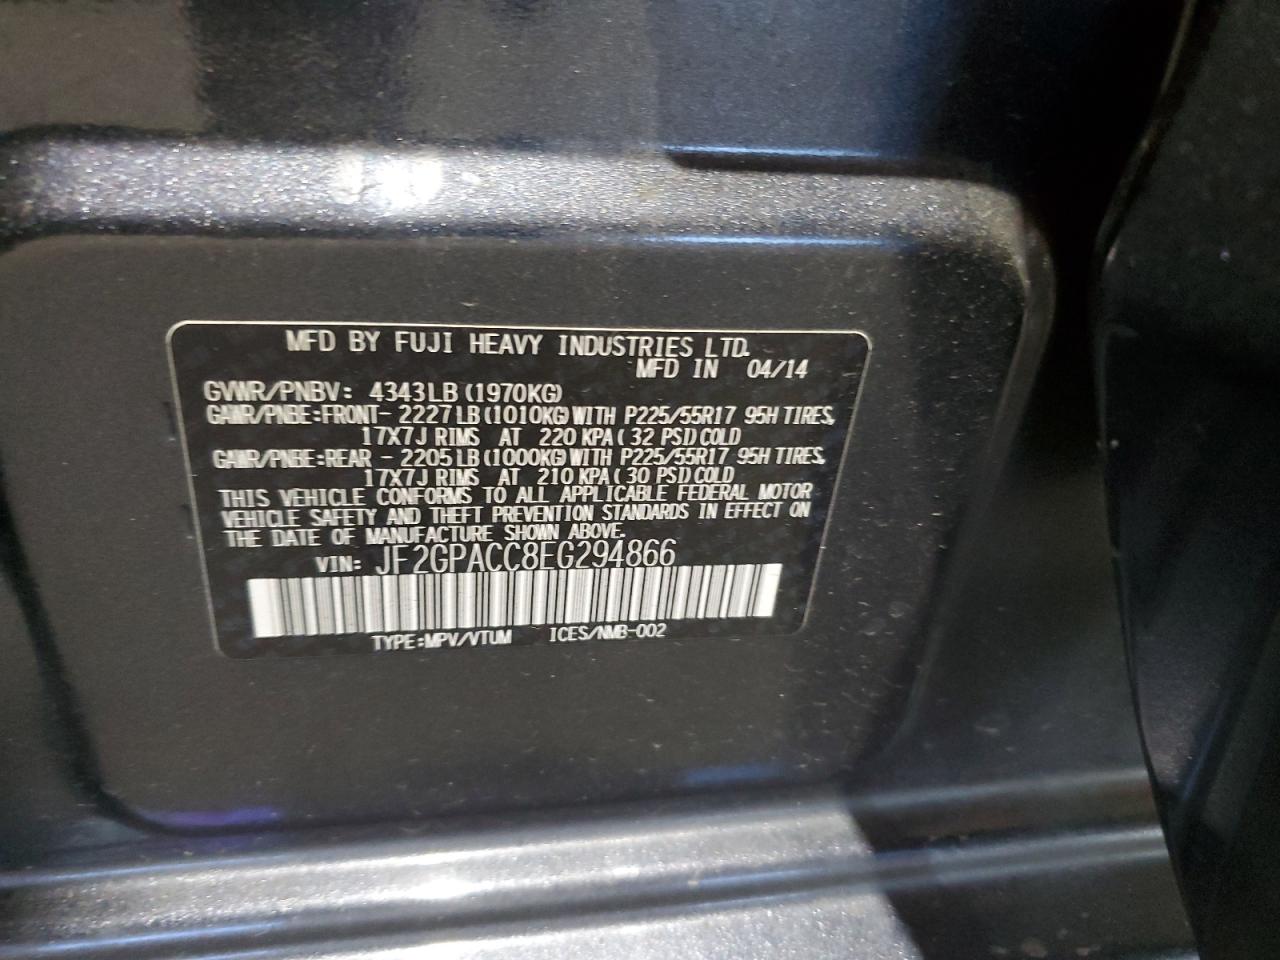 MFD BY FUJI HEAVY INDUSTRIES LTD.
MFD IN 04/14
GVWR/PNBV: 4343LB (1970KG)
GAWR/PNBE:FRONT- 2227LB(1010KG)WITH P225/55R17 95H TIRES,
17X7J RIMS AT 220 KPA( 32 PSI)COLD
GAWR/PNBE:REAR - 2205LB(1000KG)WITH P225/55R17 95H TIRES,
17X7J RIMS AT 210 KPA( 30 PSI)COLD
THIS VEHICLE CONFORMS TO ALL APPLICABLE FEDERAL MOTOR
VEHICLE SAFETY AND THEFT PREVENTION STANDARDS IN EFFECT ON
THE DATE OF MANUFACTURE SHOWN ABOVE.
VIN: JF2GPACC8EG294866
TYPE:MPV/VTUM ICES/NMB-002